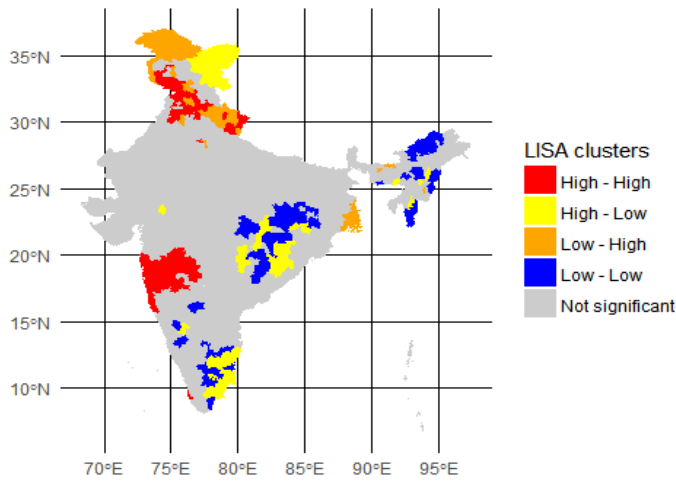 35°N
30°N
25°N
20°N
15°N
10°N
70°E 75°E 80°E 85°E 90°E 95°E
LISA clusters
High - High
High - Low
Low - High
Low - Low
Not significant